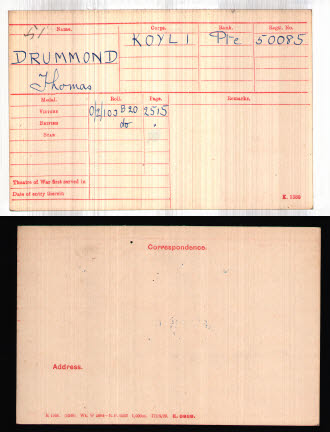 Name. Corps. Rank. Regtl. No.
DRUMMOND KOYLI Pte 50085
Thomas
Medal. Roll. Page. Remarks.
Victory O/2/103 B20 2515
British do "
Star
Theatre of War first served in
Date of entry therein K. 1380
Correspondence.
Address.